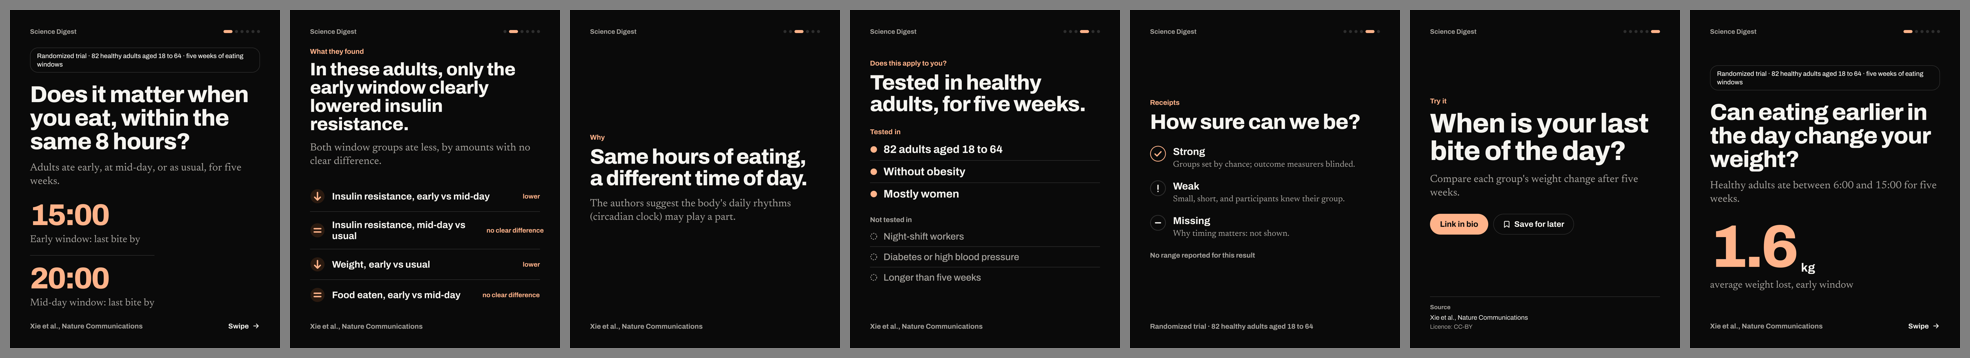 Science Digest
Randomized trial · 82 healthy adults aged 18 to 64 · five weeks of eating
windows
Does it matter when
you eat, within the
same 8 hours?
Adults ate early, at mid-day, or as usual, for five
weeks.
15:00
Early window: last bite by
20:00
Mid-day window: last bite by
Xie et al., Nature Communications
Swipe →
Science Digest
What they found
In these adults, only the
early window clearly
lowered insulin
resistance.
Both window groups ate less, by amounts with no
clear difference.
Insulin resistance, early vs mid-day
lower
Insulin resistance, mid-day vs
usual
no clear difference
Weight, early vs usual
lower
Food eaten, early vs mid-day
no clear difference
Xie et al., Nature Communications
Science Digest
Why
Same hours of eating,
a different time of day.
The authors suggest the body's daily rhythms
(circadian clock) may play a part.
Xie et al., Nature Communications
Science Digest
Does this apply to you?
Tested in healthy
adults, for five weeks.
Tested in
82 adults aged 18 to 64
Without obesity
Mostly women
Not tested in
Night-shift workers
Diabetes or high blood pressure
Longer than five weeks
Xie et al., Nature Communications
Science Digest
Receipts
How sure can we be?
Strong
Groups set by chance; outcome measurers blinded.
Weak
Small, short, and participants knew their group.
Missing
Why timing matters: not shown.
No range reported for this result
Randomized trial · 82 healthy adults aged 18 to 64
Science Digest
Try it
When is your last
bite of the day?
Compare each group's weight change after five
weeks.
Link in bio
Save for later
Source
Xie et al., Nature Communications
Licence: CC-BY
Science Digest
Randomized trial · 82 healthy adults aged 18 to 64 · five weeks of eating
windows
Can eating earlier in
the day change your
weight?
Healthy adults ate between 6:00 and 15:00 for five
weeks.
1.6 kg
average weight lost, early window
Xie et al., Nature Communications
Swipe →